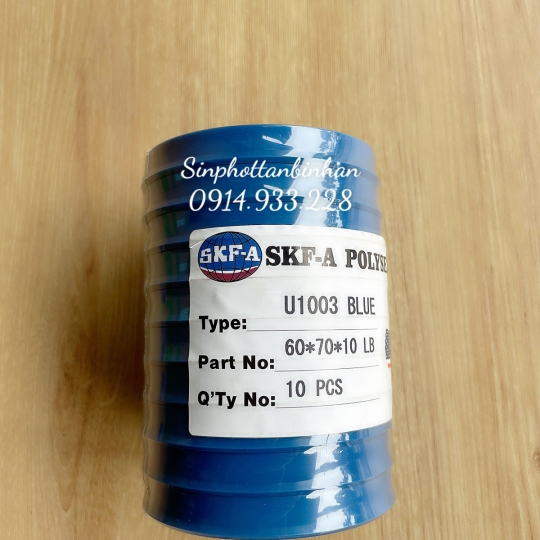 Sinphottanbinhan
0914.933.228
SKF-A SKF-A POLYSE
Type: U1003 BLUE
Part No: 60*70*10 LB
Q'Ty No: 10 PCS